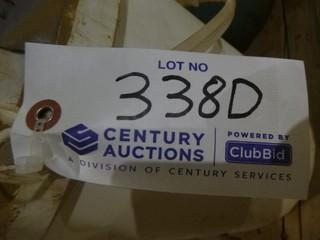 LOT NO
338D
CENTURY AUCTIONS
POWERED BY ClubBid
A DIVISION OF CENTURY SERVICES